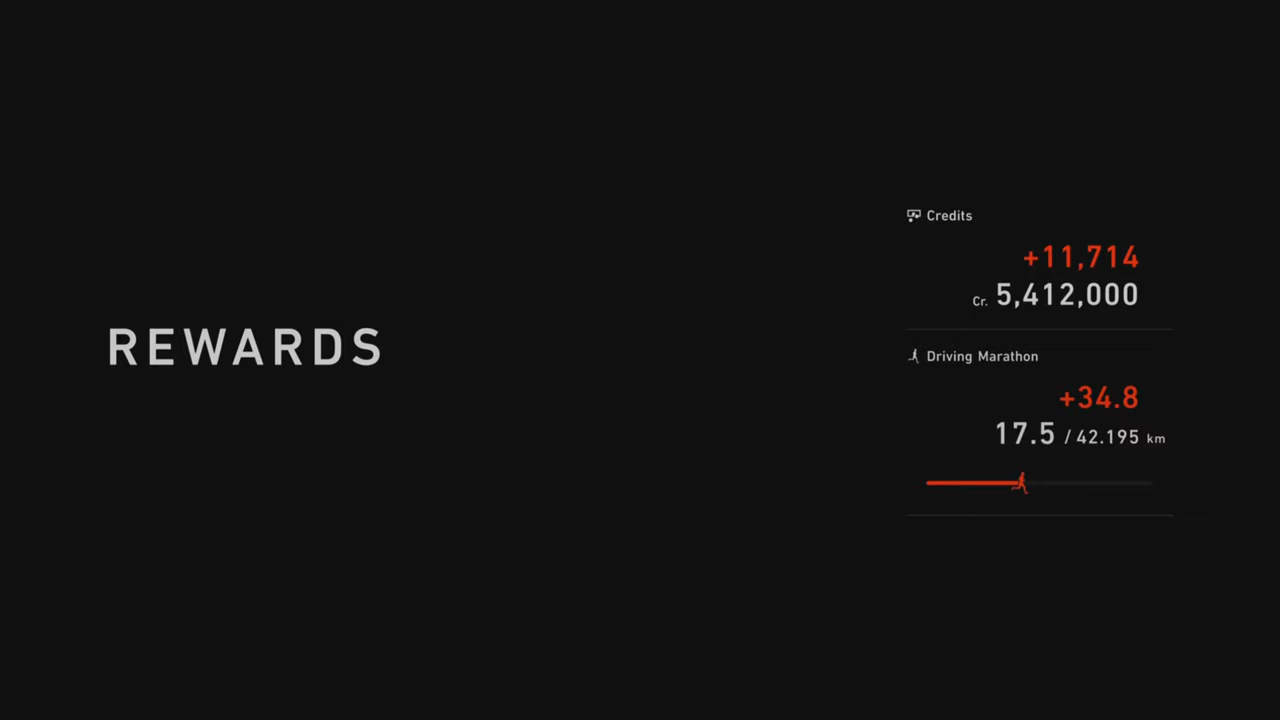 REWARDS
Credits
+11,714
Cr. 5,412,000
Driving Marathon
+34.8
17.5 / 42.195 km